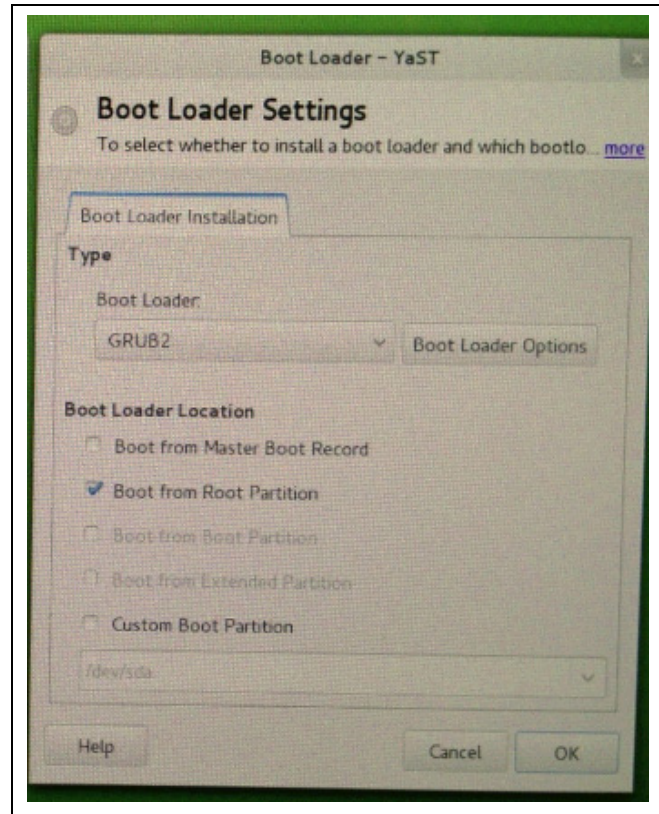 Boot Loader - YaST
Boot Loader Settings
To select whether to install a boot loader and which bootlo... more
Boot Loader Installation
Type
Boot Loader:
GRUB2
Boot Loader Options
Boot Loader Location
Boot from Master Boot Record
Boot from Root Partition
Boot from Boot Partition
Boot from Extended Partition
Custom Boot Partition
/dev/sda
Help
Cancel
OK